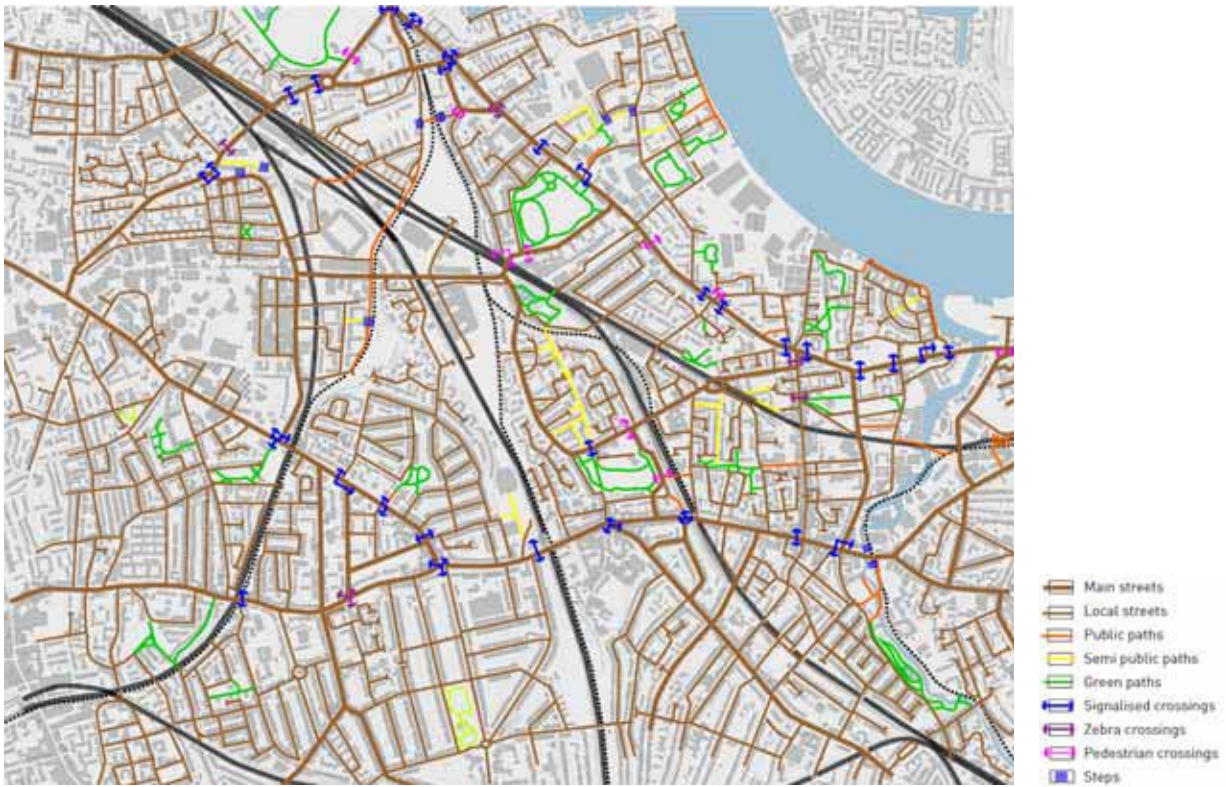 Main streets
Local streets
Public paths
Semi public paths
Green paths
Signalised crossings
Zebra crossings
Pedestrian crossings
Steps